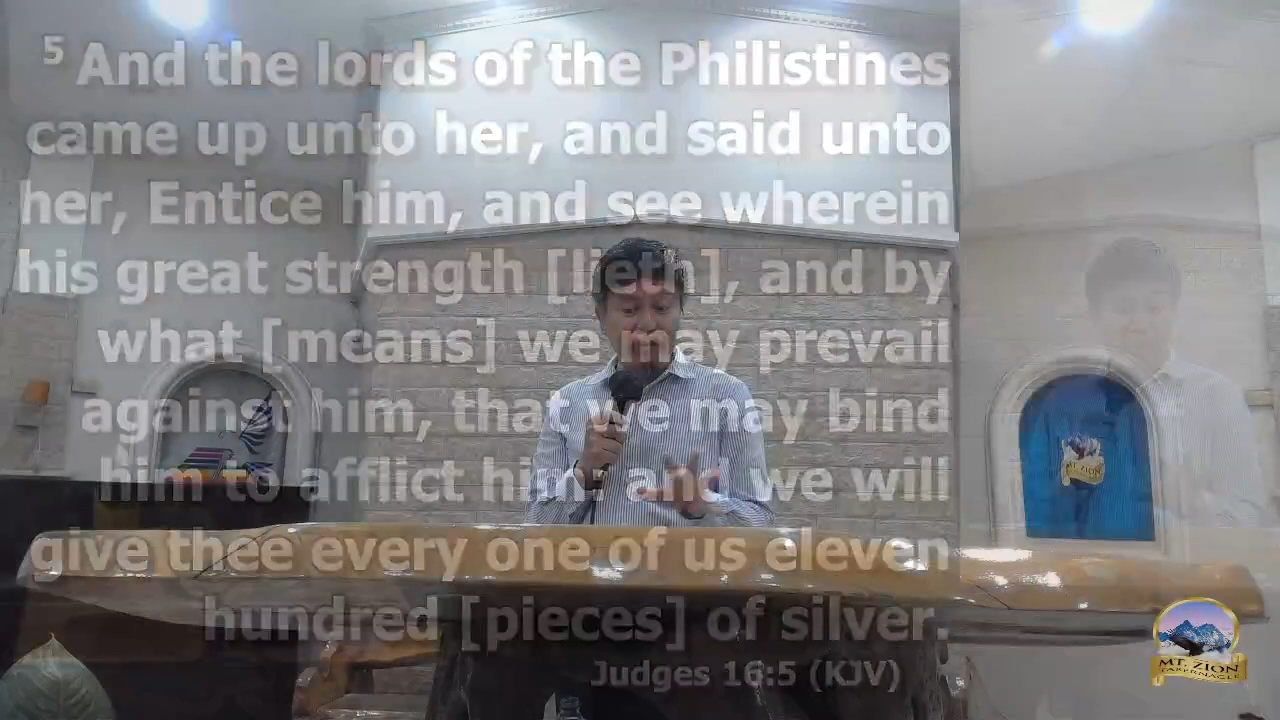 5 And the lords of the Philistines
came up unto her, and said unto
her, Entice him, and see wherein
his great strength [lieth], and by
what [means] we may prevail
against him, that we may bind
him to afflict him: and we will
give thee every one of us eleven
hundred [pieces] of silver.
Judges 16:5 (KJV)
MT. ZION
MT. ZION
TABERNACLE